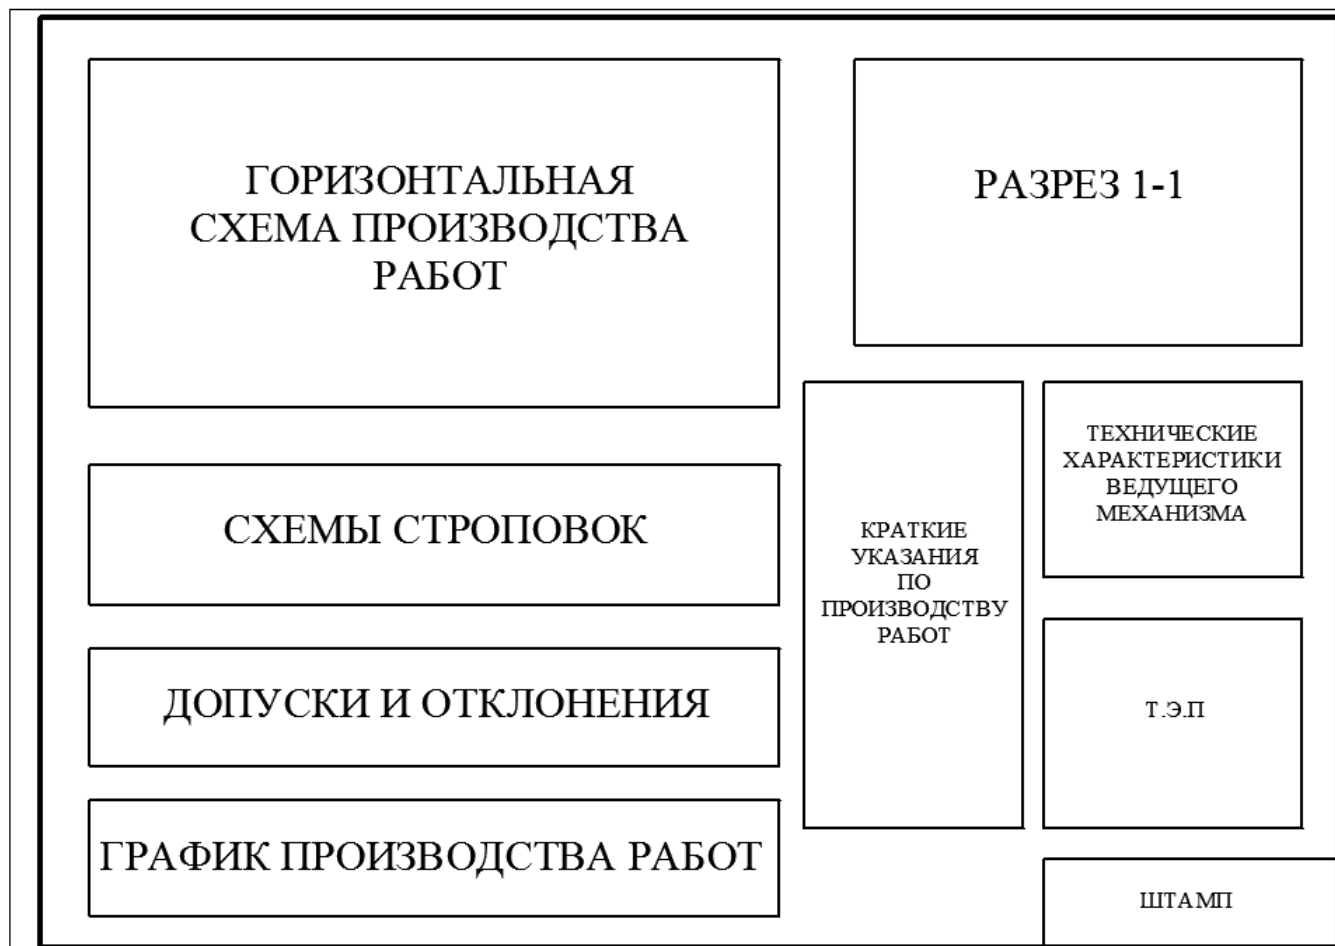 ГОРИЗОНТАЛЬНАЯ
СХЕМА ПРОИЗВОДСТВА
РАБОТ
РАЗРЕЗ 1-1
СХЕМЫ СТРОПОВОК
ДОПУСКИ И ОТКЛОНЕНИЯ
ГРАФИК ПРОИЗВОДСТВА РАБОТ
КРАТКИЕ
УКАЗАНИЯ
ПО
ПРОИЗВОДСТВУ
РАБОТ
ТЕХНИЧЕСКИЕ
ХАРАКТЕРИСТИКИ
ВЕДУЩЕГО
МЕХАНИЗМА
Т.Э.П
ШТАМП